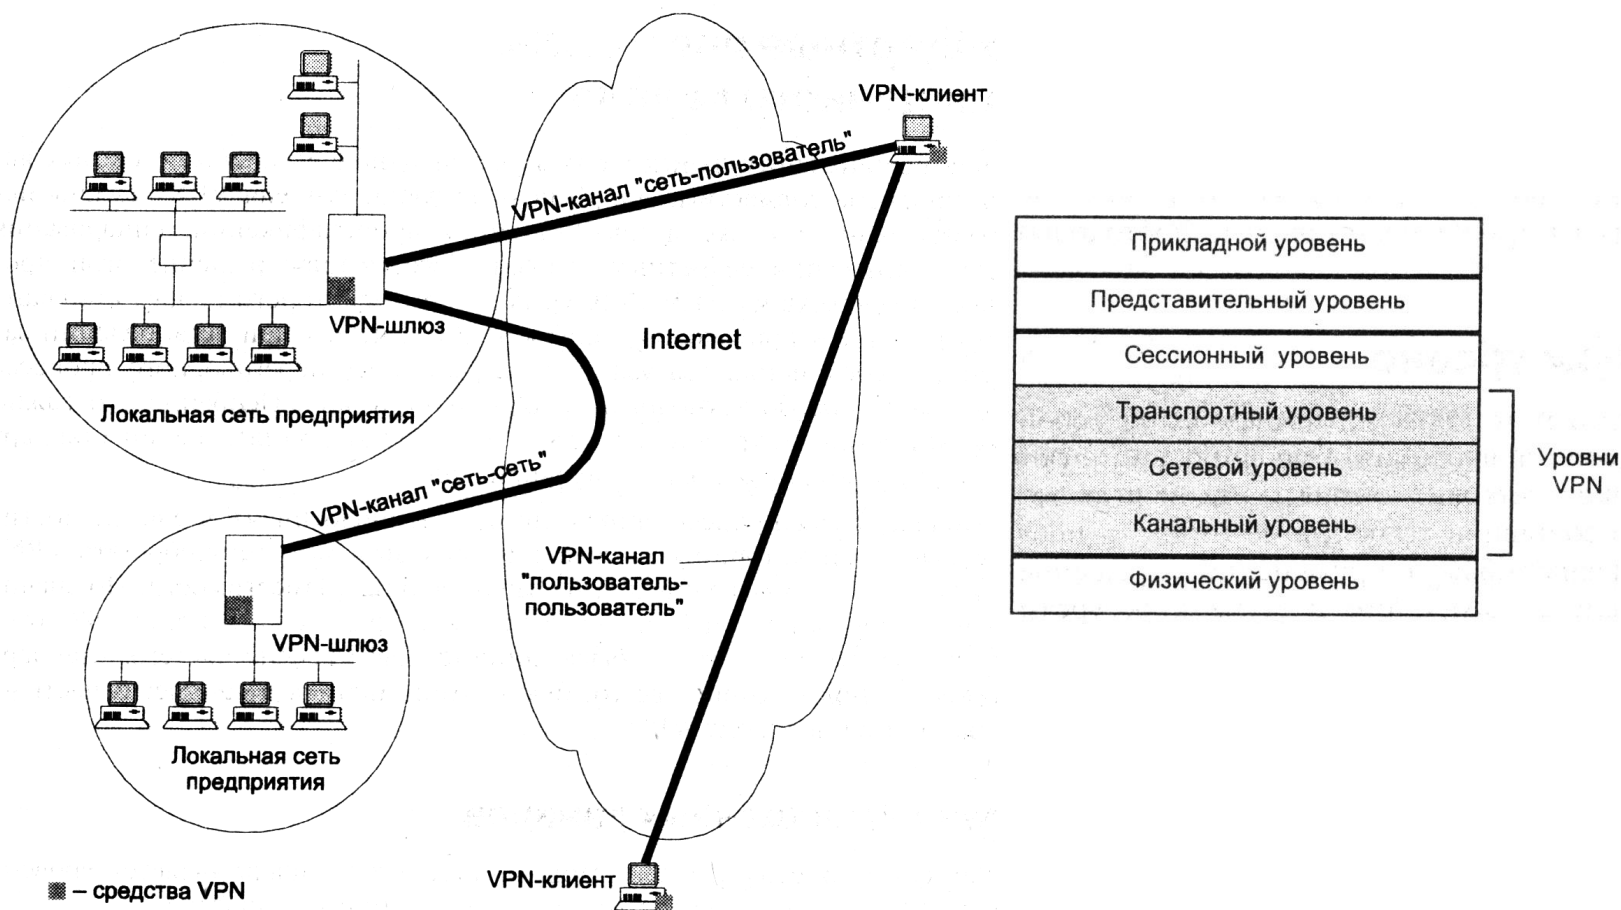 VPN-клиент
VPN-канал "сеть-пользователь"
VPN-шлюз
Internet
Локальная сеть предприятия
VPN-канал "сеть-сеть"
VPN-канал
"пользователь-
пользователь"
VPN-шлюз
Локальная сеть
предприятия
VPN-клиент
– средства VPN
Прикладной уровень
Представительный уровень
Сессионный уровень
Транспортный уровень
Сетевой уровень
Канальный уровень
Физический уровень
Уровни
VPN